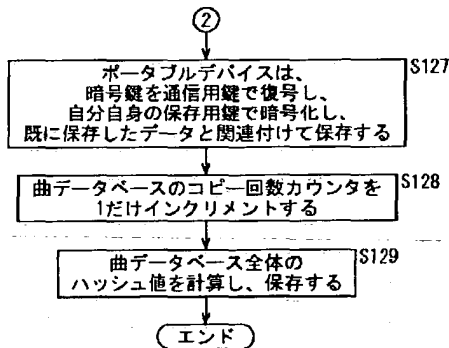 ②
ポータブルデバイスは、
S127
暗号鍵を通信用鍵で復号し、
自分自身の保存用鍵で暗号化し、
既に保存したデータと関連付けて保存する
曲データベースのコピー回数カウンタを
S128
1だけインクリメントする
曲データベース全体の
S129
ハッシュ値を計算し、保存する
エンド